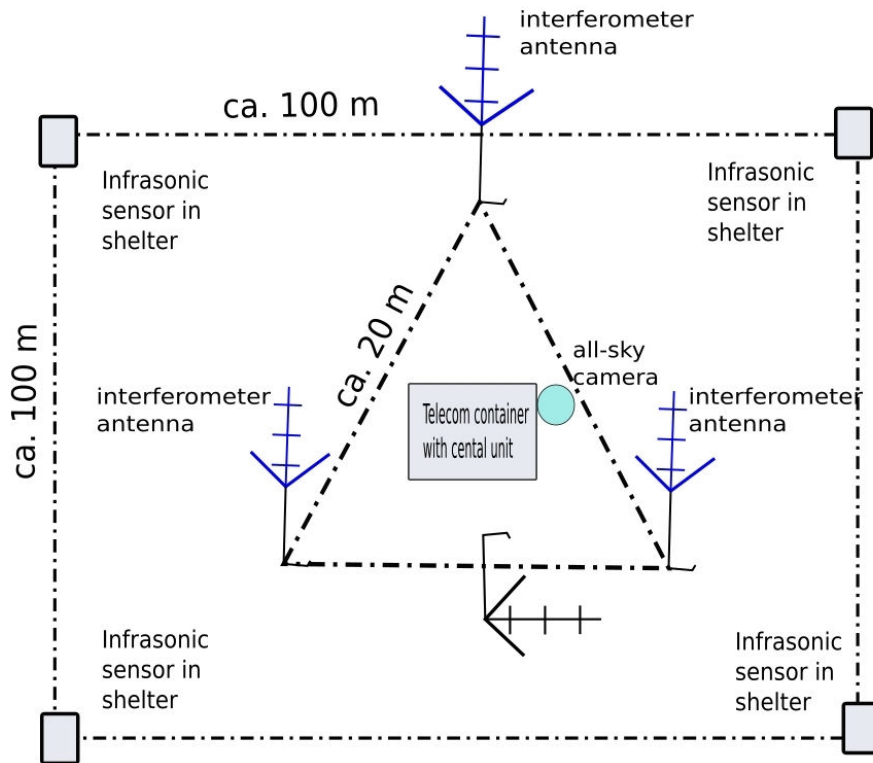 interferometer
antenna
ca. 100 m
Infrasonic
sensor in
shelter
Infrasonic
sensor in
shelter
ca. 20 m
ca. 100 m
all-sky
camera
interferometer
antenna
Telecom container
with cental unit
interferometer
antenna
Infrasonic
sensor in
shelter
Infrasonic
sensor in
shelter